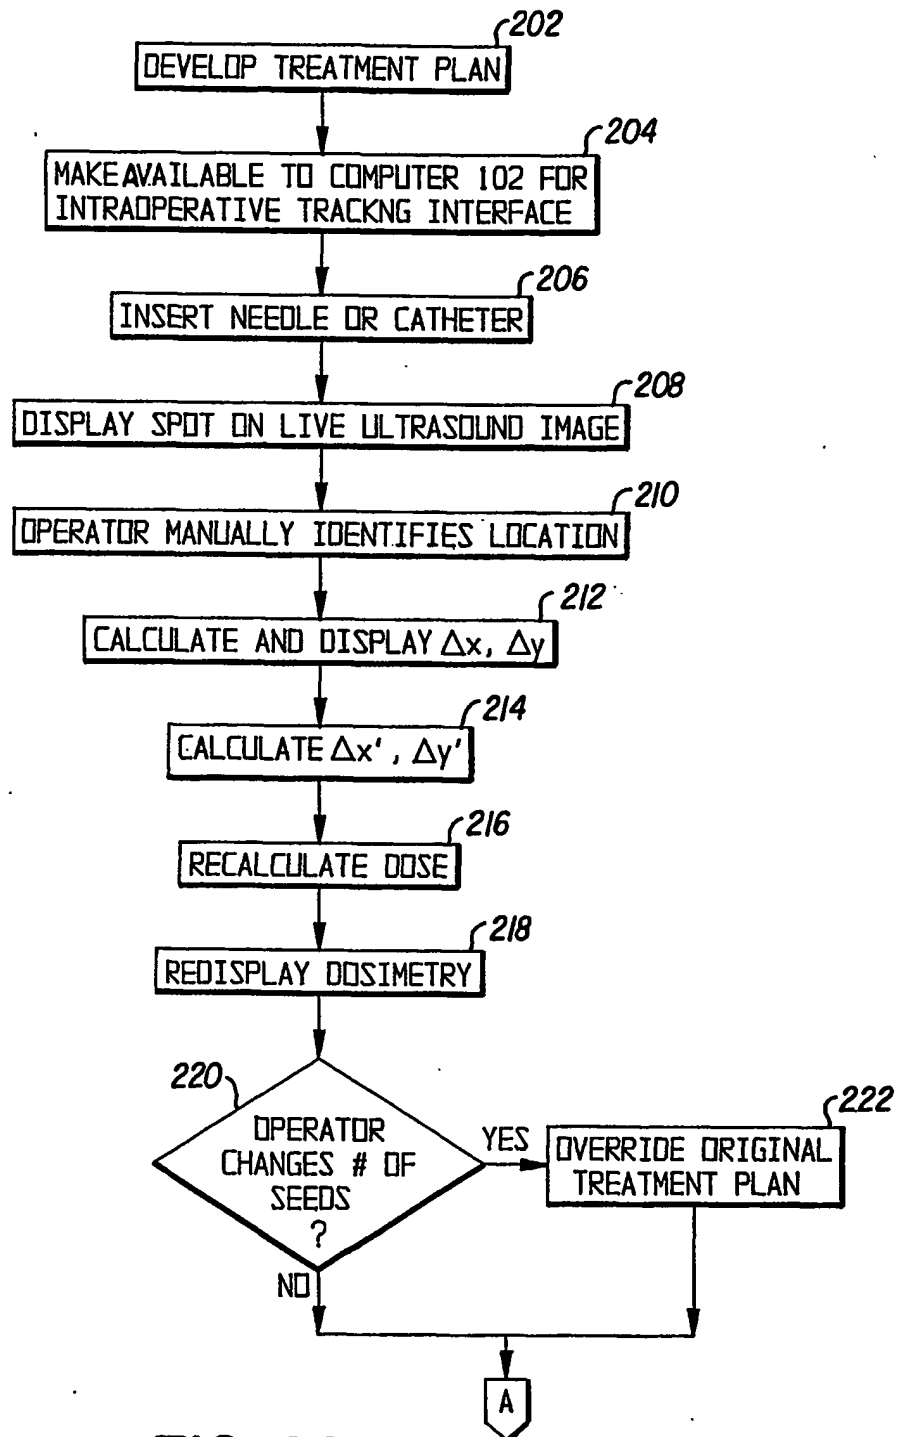 202
DEVELOP TREATMENT PLAN
204
MAKE AVAILABLE TO COMPUTER 102 FOR
INTRAOPERATIVE TRACKNG INTERFACE
206
INSERT NEEDLE OR CATHETER
208
DISPLAY SPOT ON LIVE ULTRASOUND IMAGE
210
OPERATOR MANUALLY IDENTIFIES LOCATION
212
CALCULATE AND DISPLAY Δx, Δy
214
CALCULATE Δx', Δy'
216
RECALCULATE DOSE
218
REDISPLAY DOSIMETRY
220
OPERATOR
CHANGES # OF
SEEDS
?
YES
222
OVERRIDE ORIGINAL
TREATMENT PLAN
NO
A